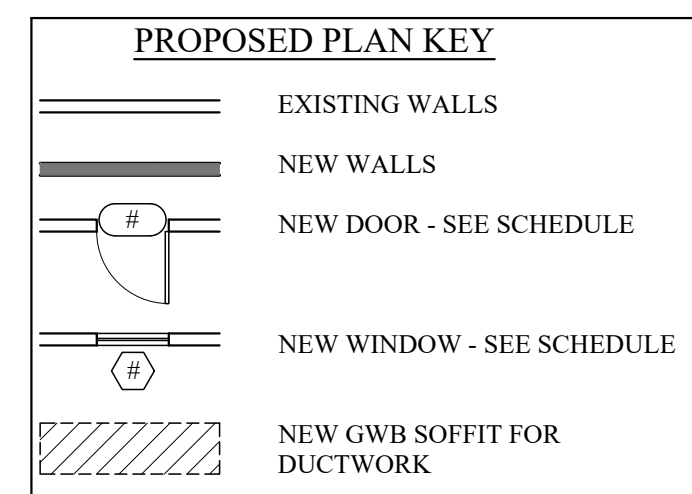 PROPOSED PLAN KEY
EXISTING WALLS
NEW WALLS
#
NEW DOOR - SEE SCHEDULE
NEW WINDOW - SEE SCHEDULE
#
NEW GWB SOFFIT FOR
DUCTWORK